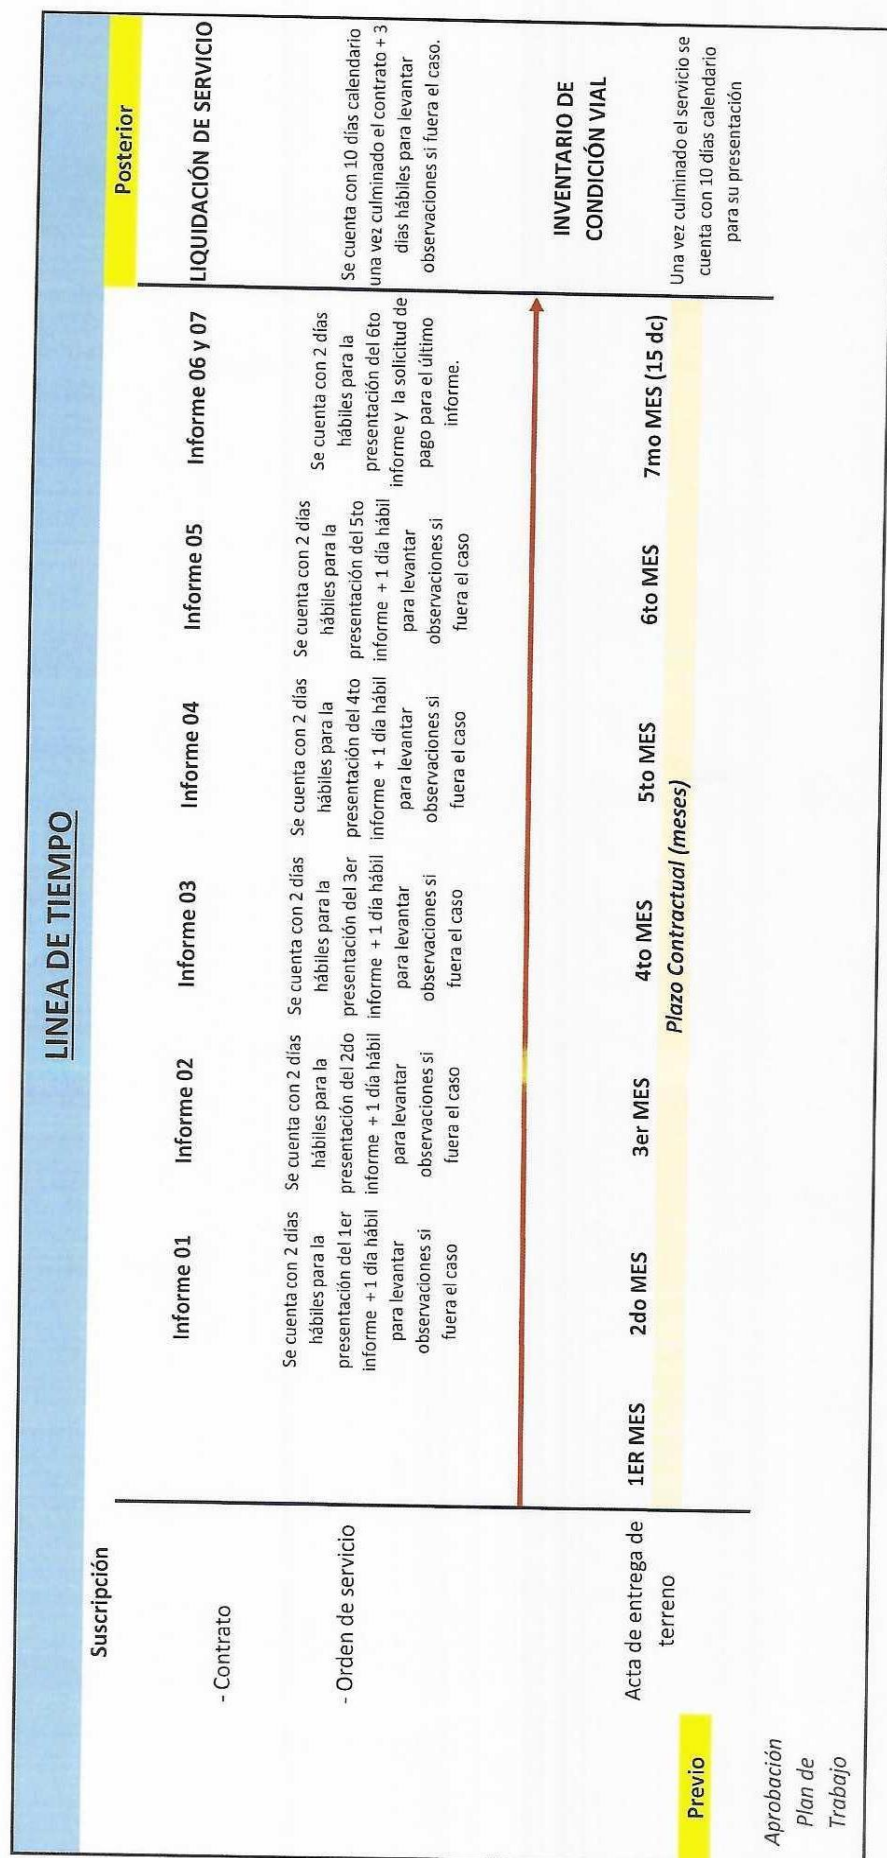 LINEA DE TIEMPO
Suscripción
- Contrato
- Orden de servicio
Acta de entrega de
terreno
Previo
Aprobación
Plan de
Trabajo
Informe 01
Se cuenta con 2 días
hábiles para la
presentación del 1er
informe + 1 día hábil
para levantar
observaciones si
fuera el caso
Informe 02
Se cuenta con 2 días
hábiles para la
presentación del 2do
informe + 1 día hábil
para levantar
observaciones si
fuera el caso
Informe 03
Se cuenta con 2 días
hábiles para la
presentación del 3er
informe + 1 día hábil
para levantar
observaciones si
fuera el caso
Informe 04
Se cuenta con 2 días
hábiles para la
presentación del 4to
informe + 1 día hábil
para levantar
observaciones si
fuera el caso
Informe 05
Se cuenta con 2 días
hábiles para la
presentación del 5to
informe + 1 día hábil
para levantar
observaciones si
fuera el caso
Informe 06 y 07
Se cuenta con 2 días
hábiles para la
presentación del 6to
informe y la solicitud de
pago para el último
informe.
1ER MES
2do MES
3er MES
4to MES
5to MES
6to MES
7mo MES (15 dc)
Plazo Contractual (meses)
Posterior
LIQUIDACIÓN DE SERVICIO
Se cuenta con 10 días calendario
una vez culminado el contrato + 3
días hábiles para levantar
observaciones si fuera el caso.
INVENTARIO DE
CONDICIÓN VIAL
Una vez culminado el servicio se
cuenta con 10 días calendario
para su presentación